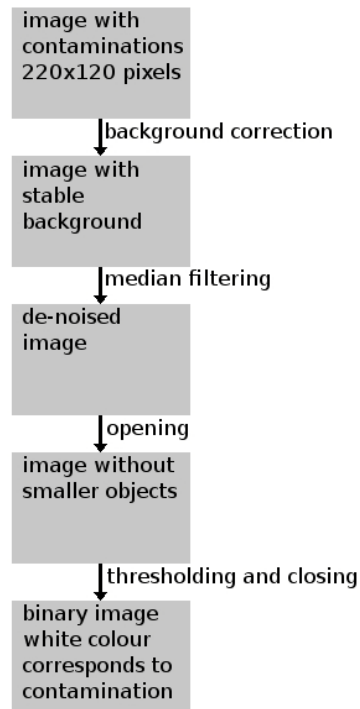 image with
contaminations
220x120 pixels
background correction
image with
stable
background
median filtering
de-noised
image
opening
image without
smaller objects
thresholding and closing
binary image
white colour
corresponds to
contamination